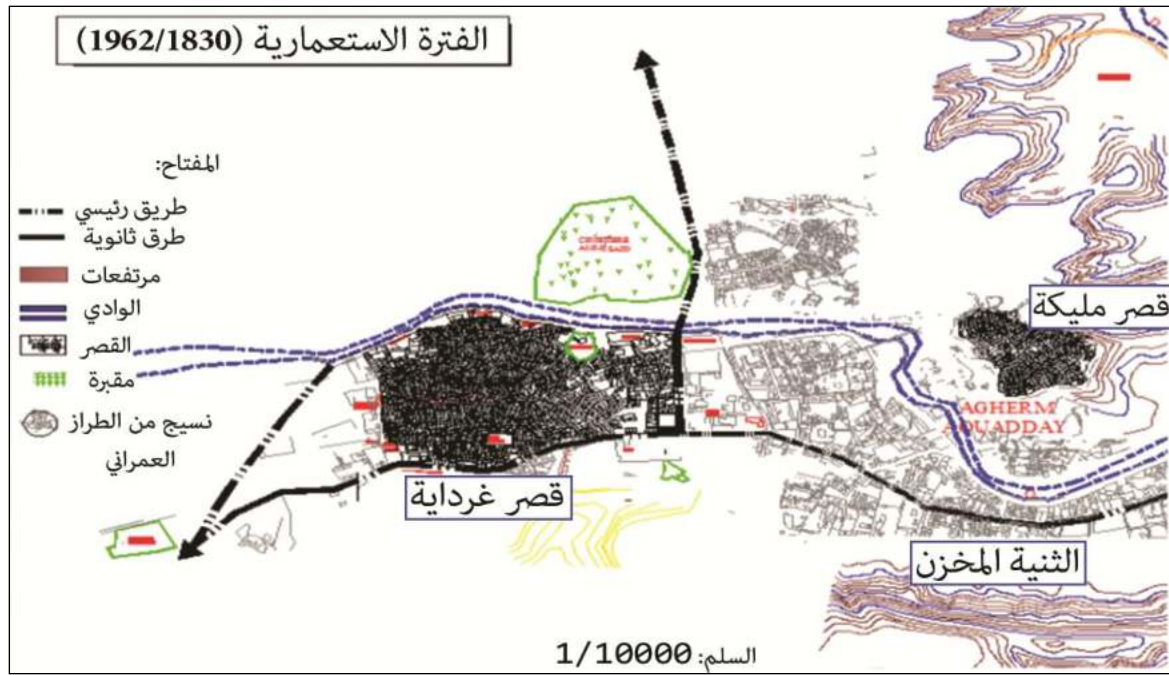 الفترة الاستعمارية (1962/1830)
المفتاح:
طريق رئيسي
طرق ثانوية
مرتفعات
الوادي
القصر
مقبرة
نسيج من الطراز
العمراني
قصر مليكة
AGHERM
AOUADDAY
قصر غرداية
الثنية المخزن
السلم: 1/10000